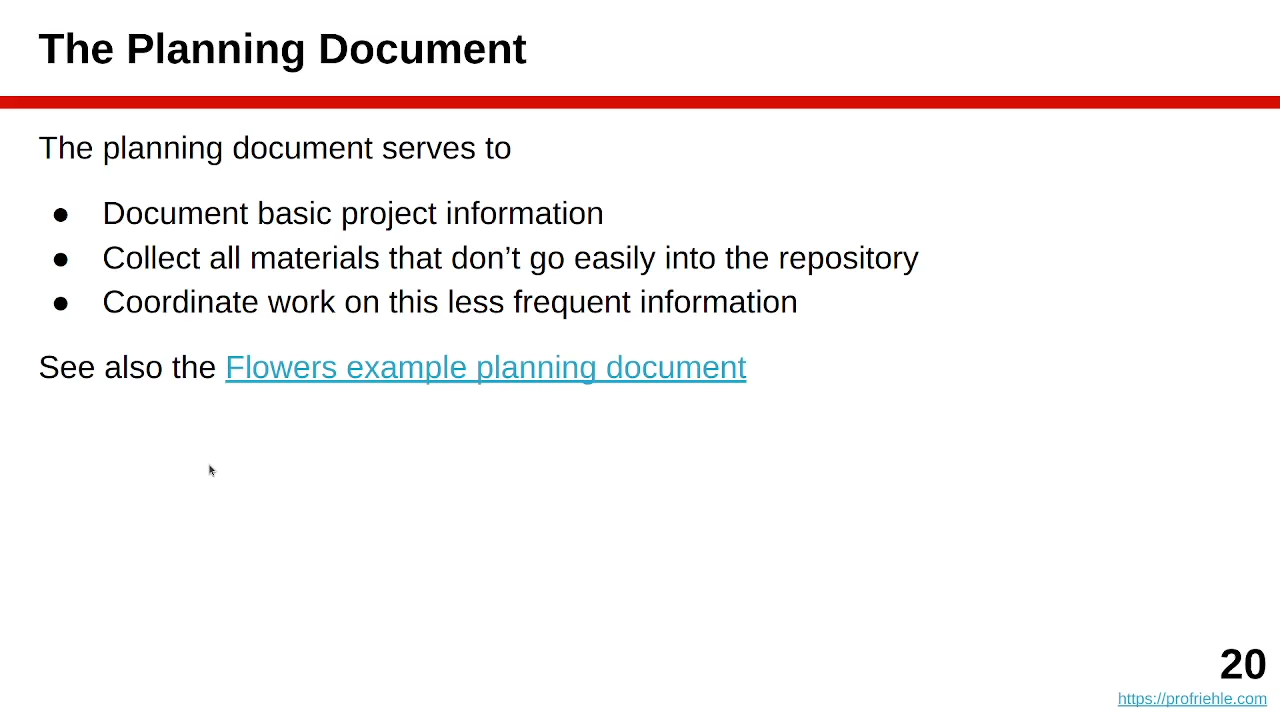 The Planning Document
The planning document serves to
● Document basic project information
● Collect all materials that don’t go easily into the repository
● Coordinate work on this less frequent information
See also the Flowers example planning document
20
https://profriehle.com